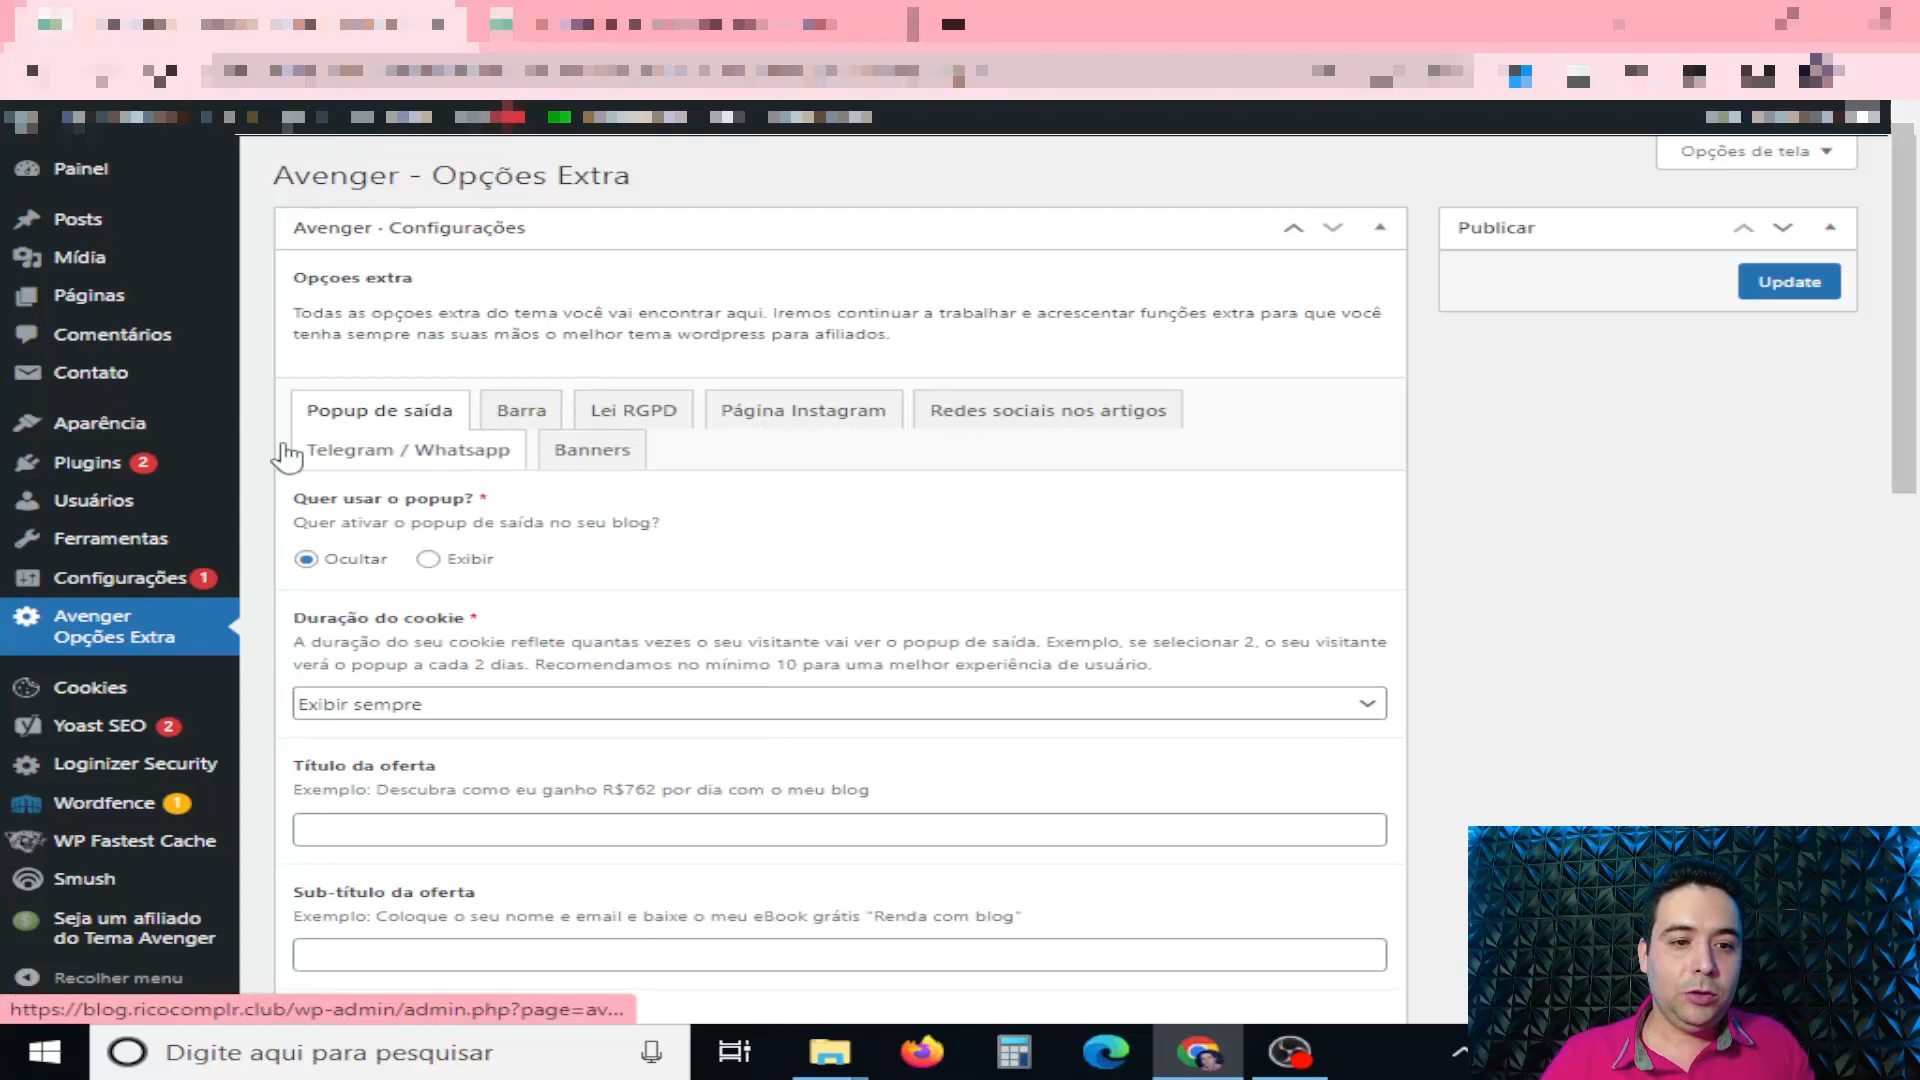 Opções de tela
Avenger - Opções Extra
Painel
Posts
Mídia
Páginas
Comentários
Contato
Aparência
Plugins 2
Usuários
Ferramentas
Configurações 1
Avenger
Opções Extra
Cookies
Yoast SEO 2
Loginizer Security
Wordfence 1
WP Fastest Cache
Smush
Seja um afiliado
do Tema Avenger
Recolher menu
Avenger - Configurações
Opçoes extra
Todas as opçoes extra do tema você vai encontrar aqui. Iremos continuar a trabalhar e acrescentar funções extra para que você
tenha sempre nas suas mãos o melhor tema wordpress para afiliados.
Popup de saída Barra Lei RGPD Página Instagram Redes sociais nos artigos
Telegram / Whatsapp Banners
Quer usar o popup? *
Quer ativar o popup de saída no seu blog?
Ocultar Exibir
Duração do cookie *
A duração do seu cookie reflete quantas vezes o seu visitante vai ver o popup de saída. Exemplo, se selecionar 2, o seu visitante
verá o popup a cada 2 dias. Recomendamos no mínimo 10 para uma melhor experiência de usuário.
Exibir sempre
Título da oferta
Exemplo: Descubra como eu ganho R$762 por dia com o meu blog
Sub-título da oferta
Exemplo: Coloque o seu nome e email e baixe o meu eBook grátis "Renda com blog"
Publicar
Update
https://blog.ricocomplr.club/wp-admin/admin.php?page=av...
Digite aqui para pesquisar